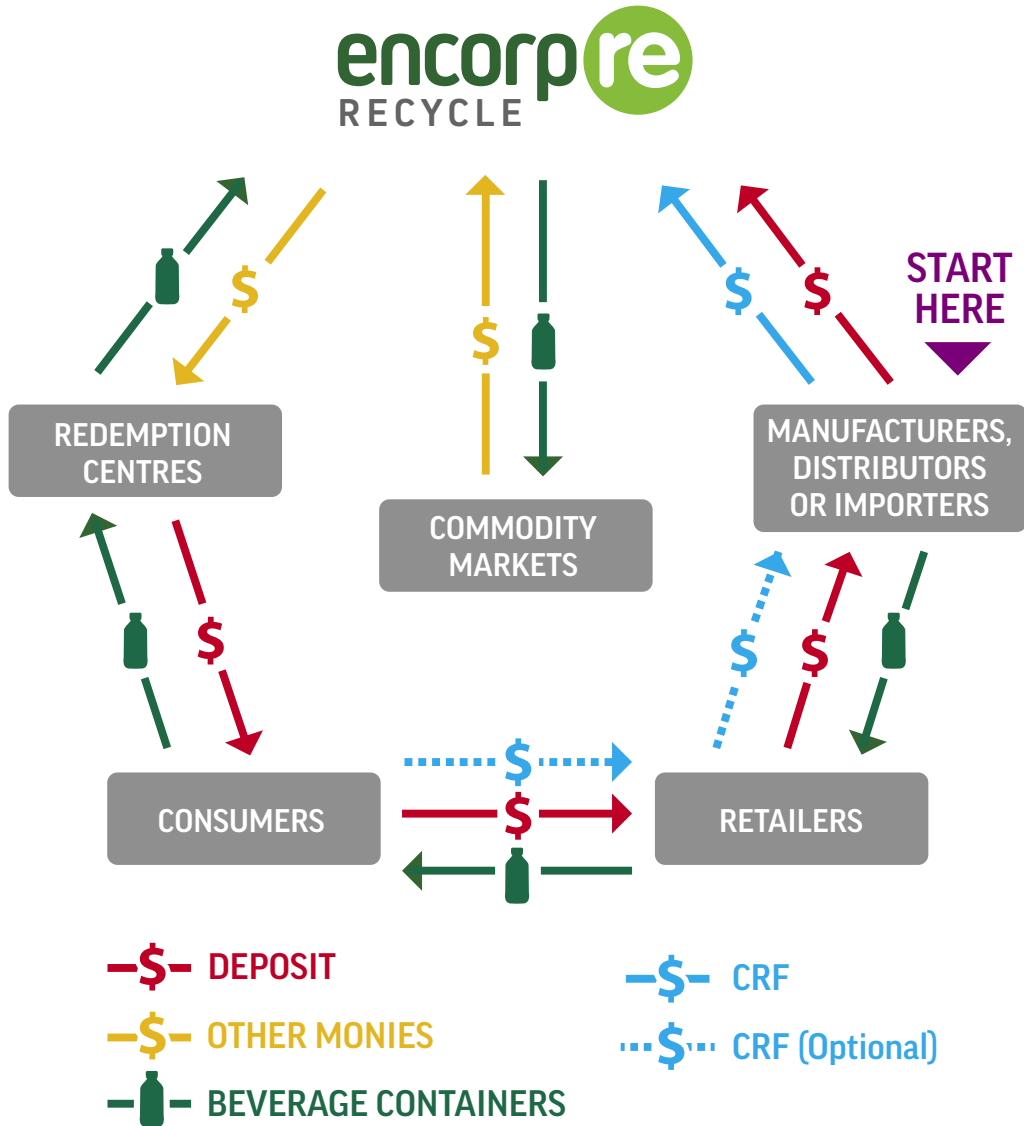 encorp re
RECYCLE
START
HERE
REDEMPTION
CENTRES
COMMODITY
MARKETS
MANUFACTURERS,
DISTRIBUTORS
OR IMPORTERS
$
$
$
$
$
$
$
$
$
$
CONSUMERS
RETAILERS
$ DEPOSIT
$ OTHER MONIES
BEVERAGE CONTAINERS
$ CRF
$ CRF (Optional)